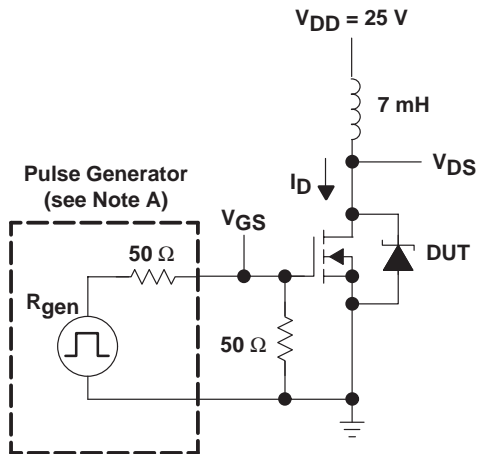 VDD = 25 V
7 mH
VDS
ID
Pulse Generator
(see Note A)
VGS
50 Ω
Rgen
50 Ω
DUT